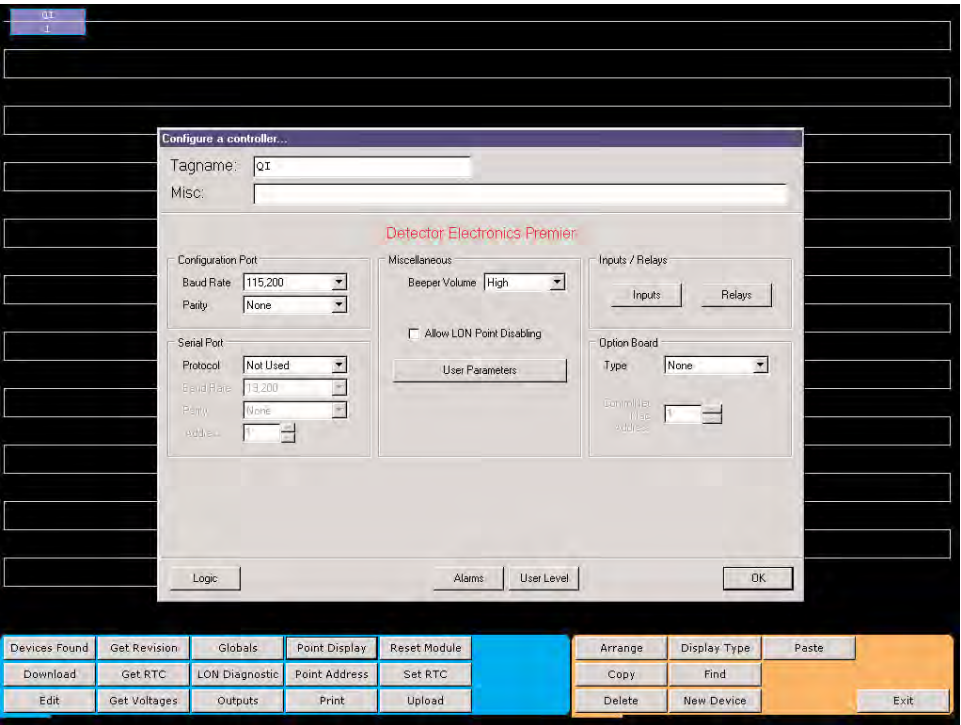 QI
1
Configure a controller...
Tagname: QI
Misc:
Detector Electronics Premier
Configuration Port
Baud Rate 115,200
Parity None
Serial Port
Protocol Not Used
Baud Rate 19,200
Parity None
Address 1
Miscellaneous
Beeper Volume High
Allow LON Point Disabling
User Parameters
Inputs / Relays
Inputs Relays
Option Board
Type None
Address 1
Logic Alarms User Level OK
Devices Found Get Revision Globals Point Display Reset Module Arrange Display Type Paste
Download Get RTC LON Diagnostic Point Address Set RTC Copy Find
Edit Get Voltages Outputs Print Upload Delete New Device Exit